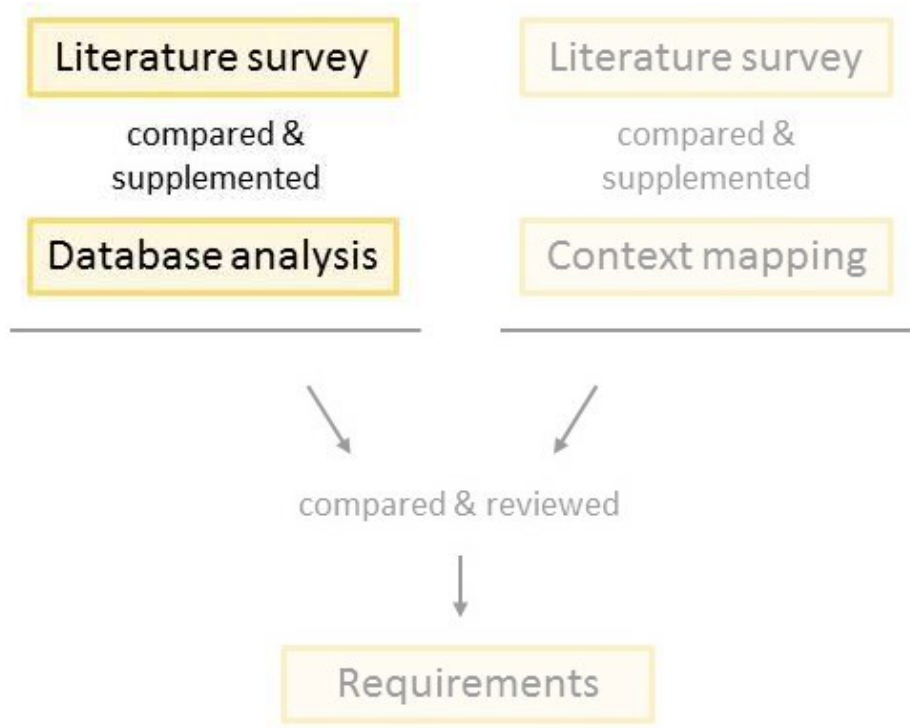 Literature survey
compared &
supplemented
Database analysis
Literature survey
compared &
supplemented
Context mapping
compared & reviewed
Requirements